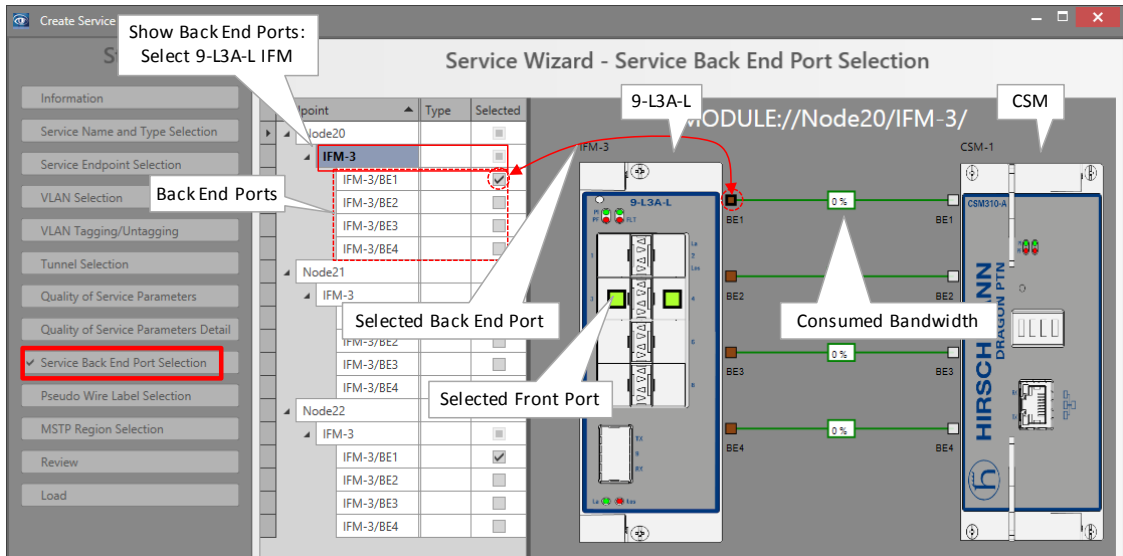 Create Service
Show Back End Ports:
Select 9-L3A-L IFM
Service Wizard - Service Back End Port Selection
Information
Service Name and Type Selection
Service Endpoint Selection
VLAN Selection
VLAN Tagging/Untagging
Tunnel Selection
Quality of Service Parameters
Quality of Service Parameters Detail
Service Back End Port Selection
Pseudo Wire Label Selection
MSTP Region Selection
Review
Load
Type
Selected
Node20
IFM-3
IFM-3/BE1
IFM-3/BE2
IFM-3/BE3
IFM-3/BE4
Node21
IFM-3
IFM-3/BE2
IFM-3/BE3
IFM-3/BE4
Node22
IFM-3
IFM-3/BE1
IFM-3/BE2
IFM-3/BE3
IFM-3/BE4
Back End Ports
Selected Back End Port
Selected Front Port
9-L3A-L
CSM
MODULE://Node20/IFM-3/
IFM-3
CSM-1
9-L3A-L
CSM310-A
BE1
0 %
BE1
BE2
BE2
Consumed Bandwidth
BE3
0 %
BE3
BE4
0 %
BE4
HIRSCHMANN
DRAGON PTN